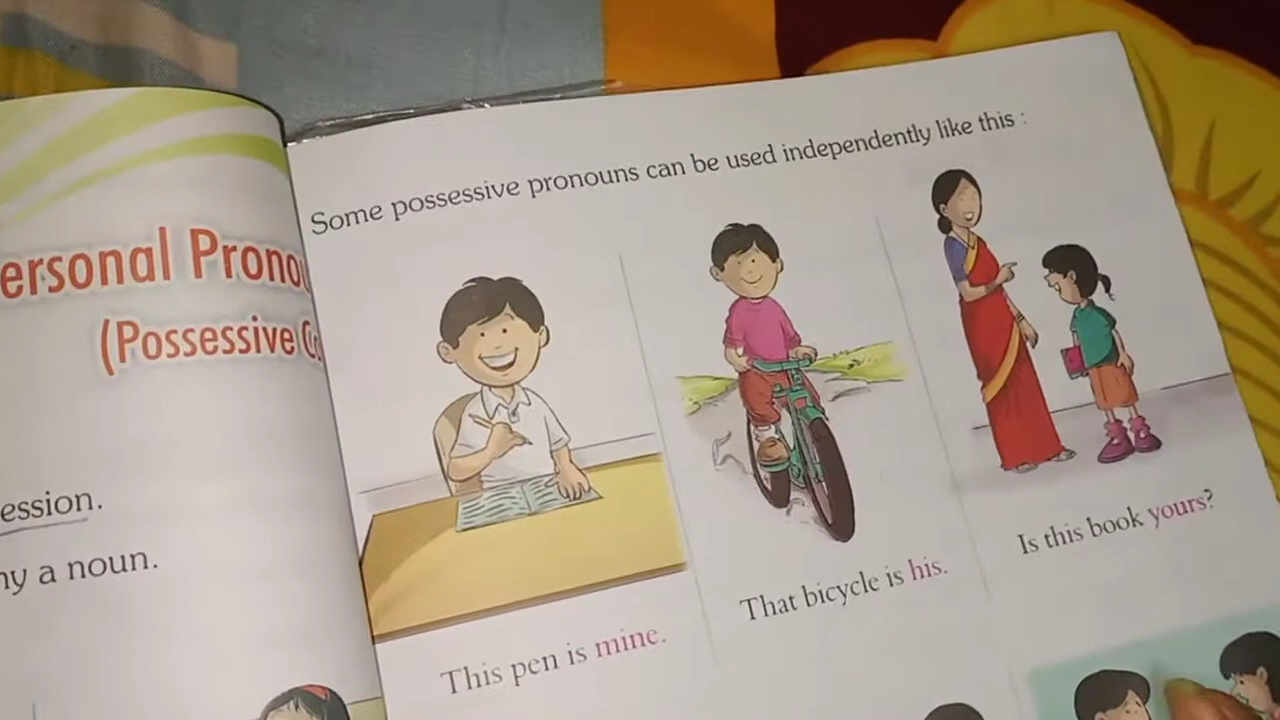 ersonal Prono
(Possessive
ession.
ny a noun.
Some possessive pronouns can be used independently like this :
This pen is mine.
That bicycle is his.
Is this book yours?